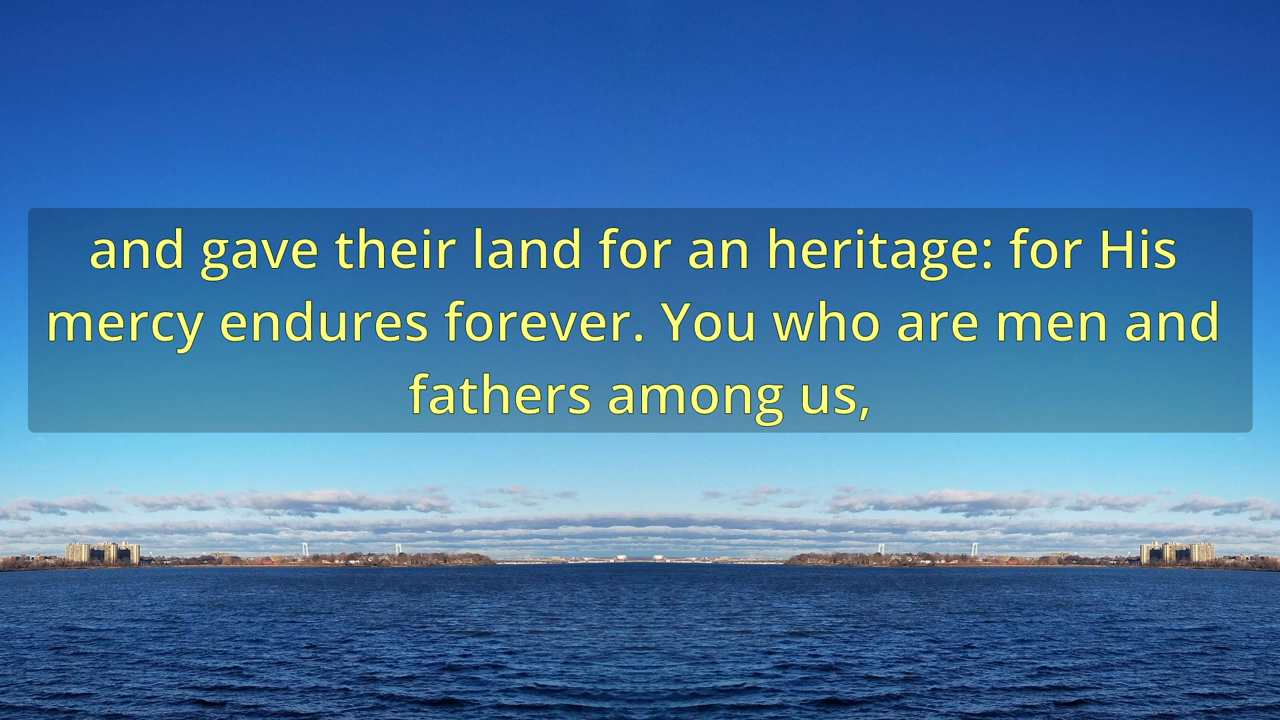 and gave their land for an heritage: for His
mercy endures forever. You who are men and
fathers among us,